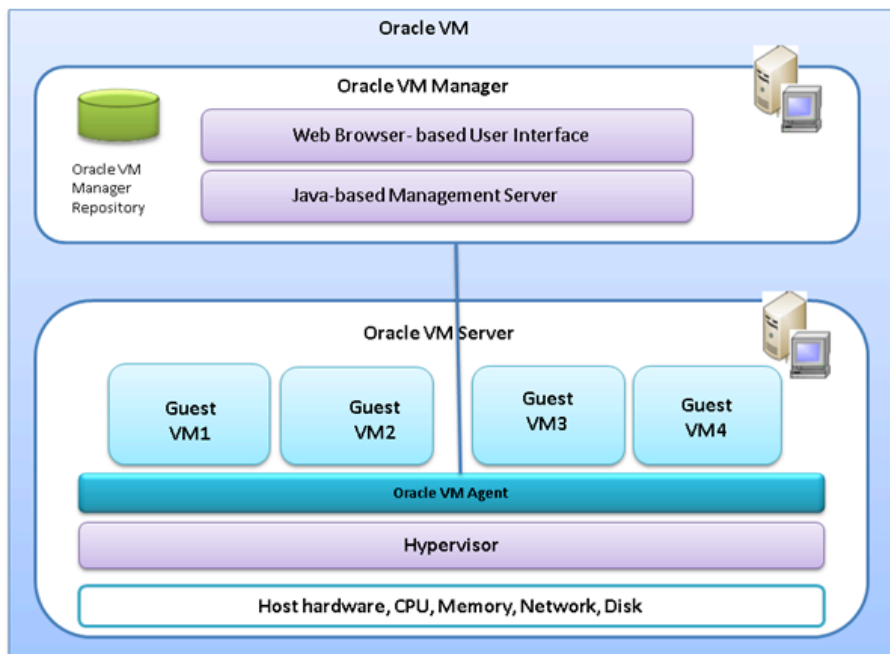 Oracle VM
Oracle VM Manager
Web Browser- based User Interface
Java-based Management Server
Oracle VM
Manager
Repository
Oracle VM Server
Guest
VM1
Guest
VM2
Guest
VM3
Guest
VM4
Oracle VM Agent
Hypervisor
Host hardware, CPU, Memory, Network, Disk